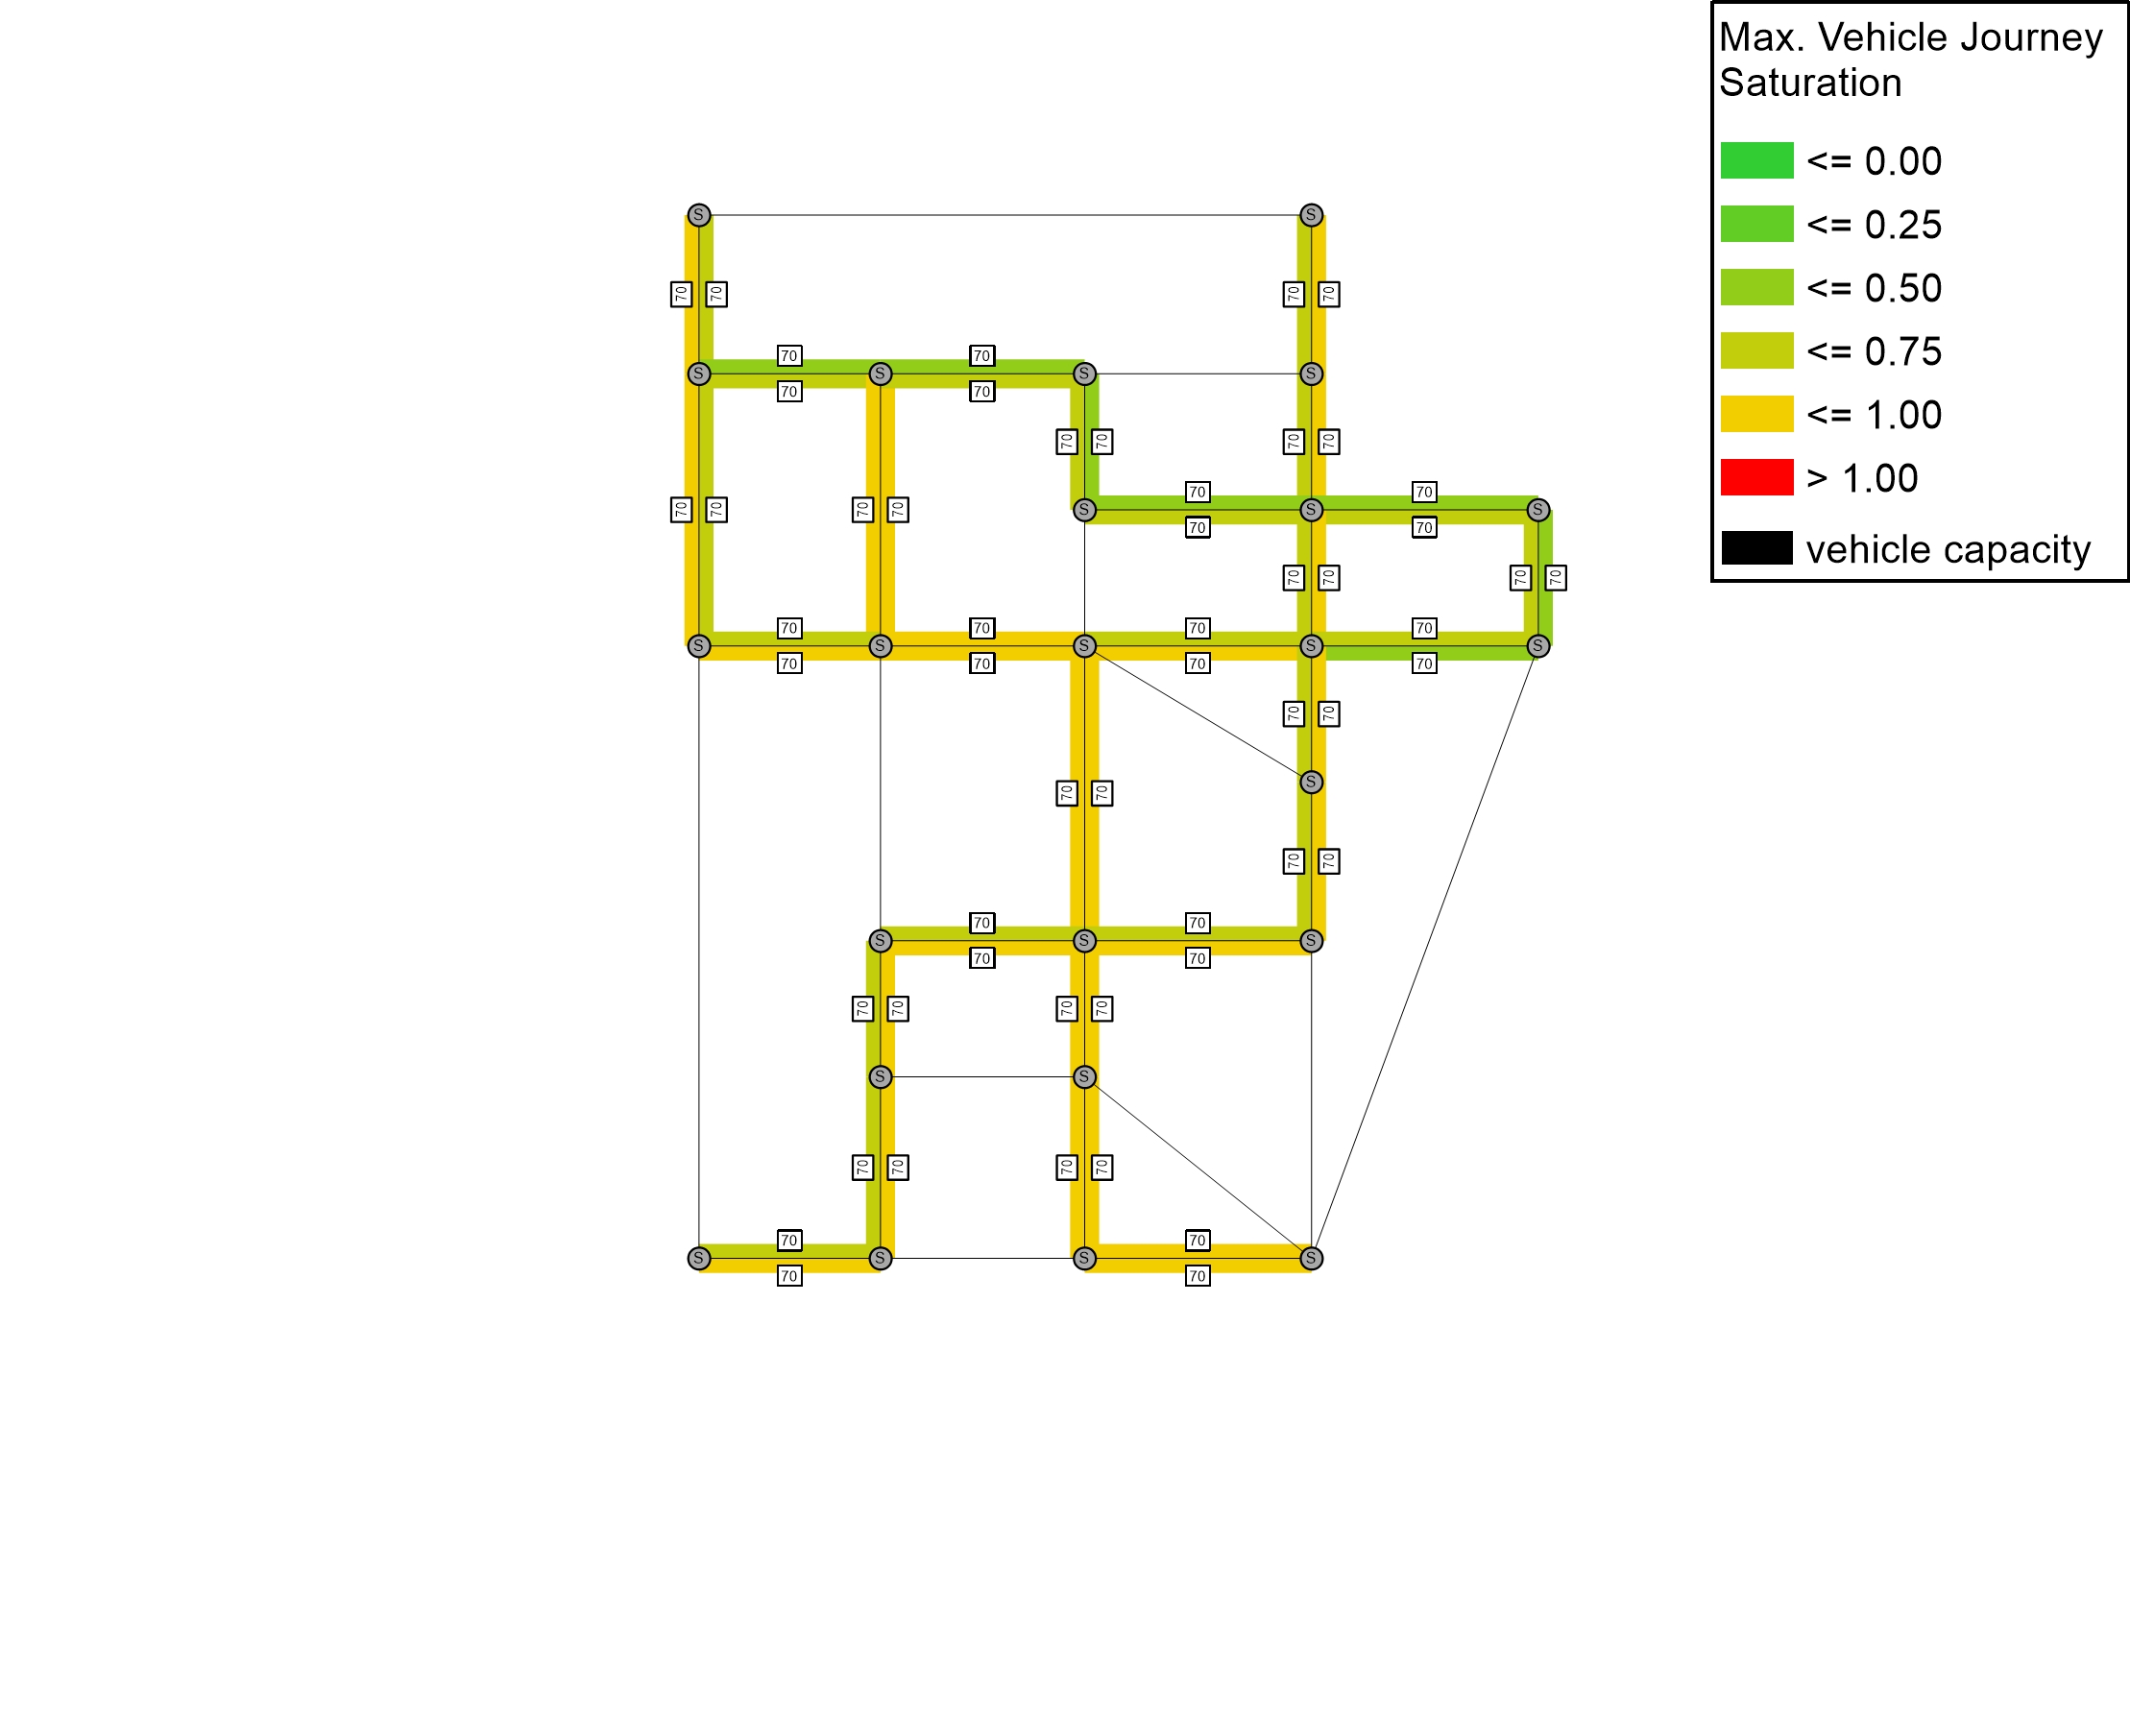 Max. Vehicle Journey
Saturation
<= 0.00
<= 0.25
<= 0.50
<= 0.75
<= 1.00
> 1.00
vehicle capacity
S S
70 70 70 70
70 70
S S S S
70 70
70 70 70 70
70 70
70 70 70 70 S S S
70 70
70 70 70 70
70 70 70 70
S S S S S
70 70 70 70
70 70
S
70 70
70 70
70 70
S S S
70 70
70 70 70 70
S S
70 70 70 70
70 70
S S S S
70 70